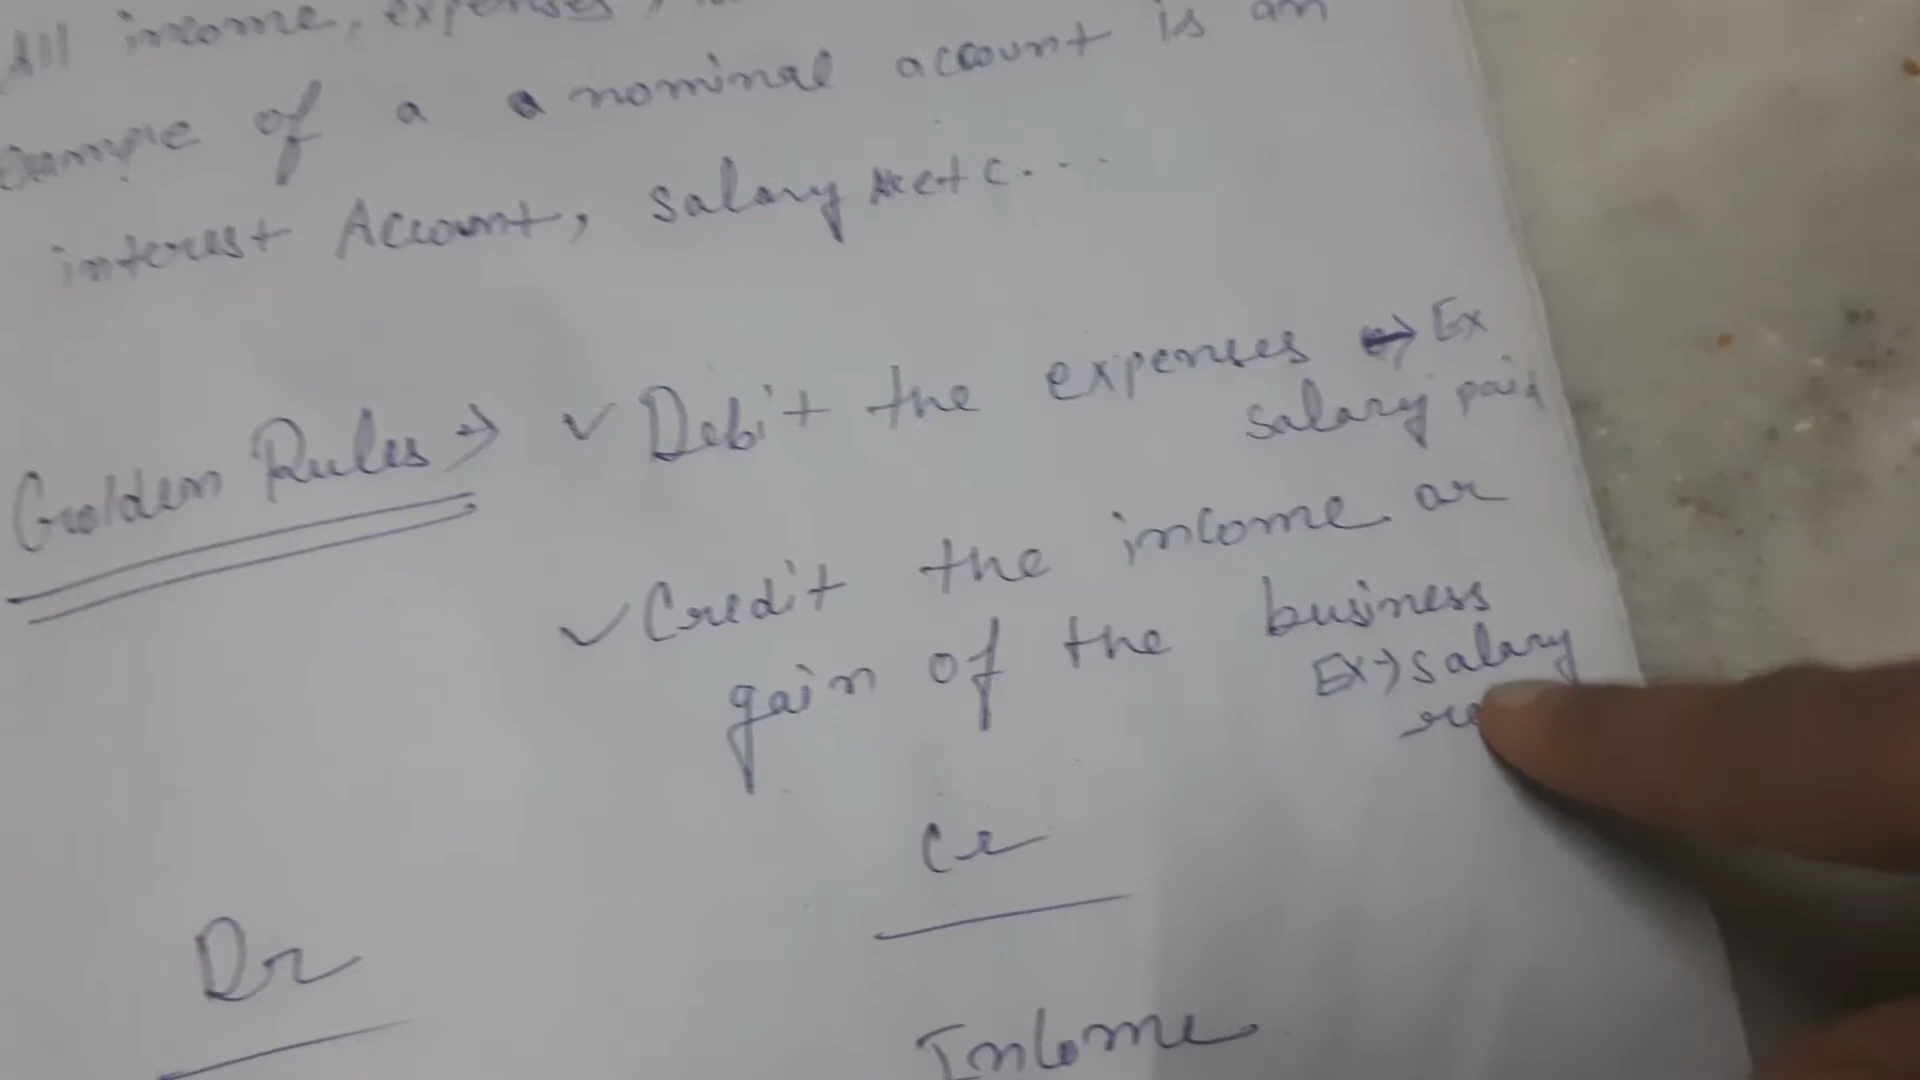 All income, expenses,
Example of a a nominal account is an
interest Account, salary etc...
Golden Rules → ✓ Debit the expenses → Ex
salary paid
✓ Credit the income or
gain of the business
Ex → salary
Cr
Dr
Income